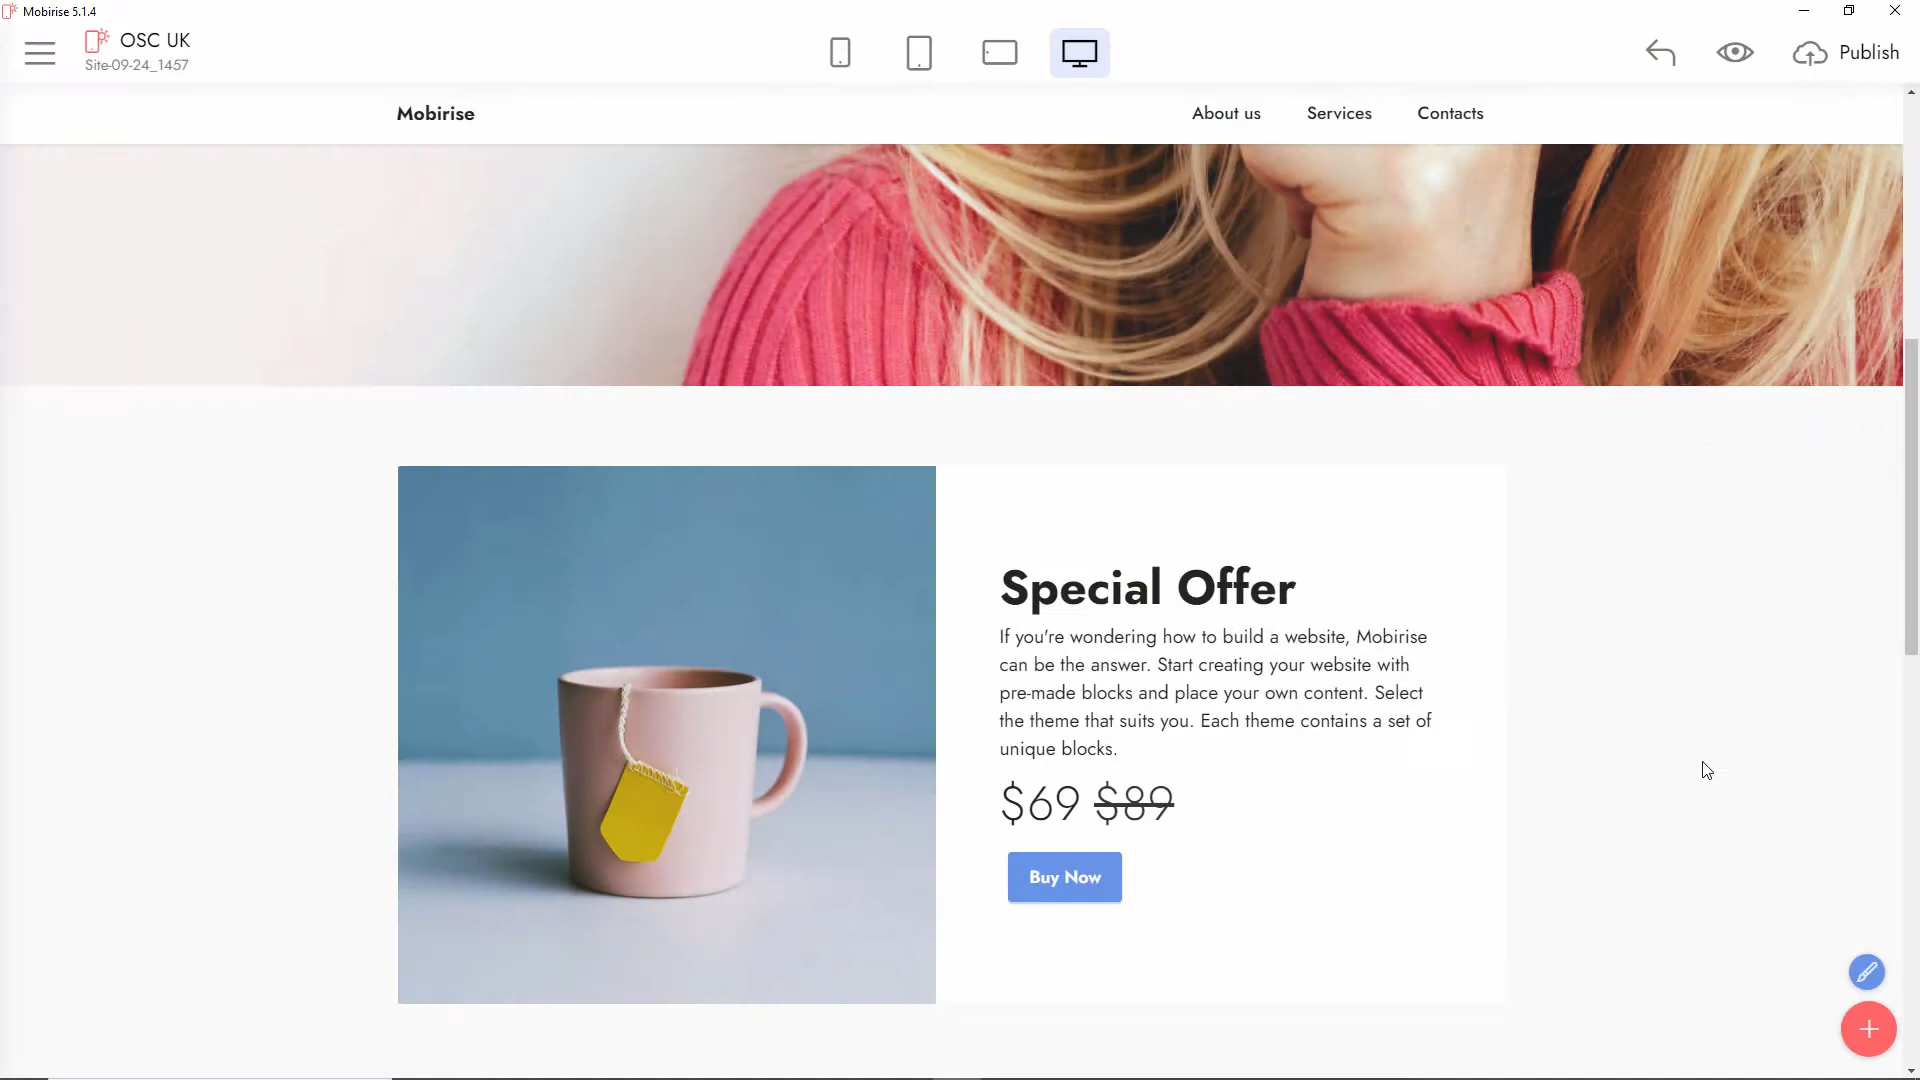 Mobirise 5.1.4
OSC UK
Site-09-24_1457
Publish
Mobirise
About us
Services
Contacts
Special Offer
If you're wondering how to build a website, Mobirise
can be the answer. Start creating your website with
pre-made blocks and place your own content. Select
the theme that suits you. Each theme contains a set of
unique blocks.
$69 $89
Buy Now